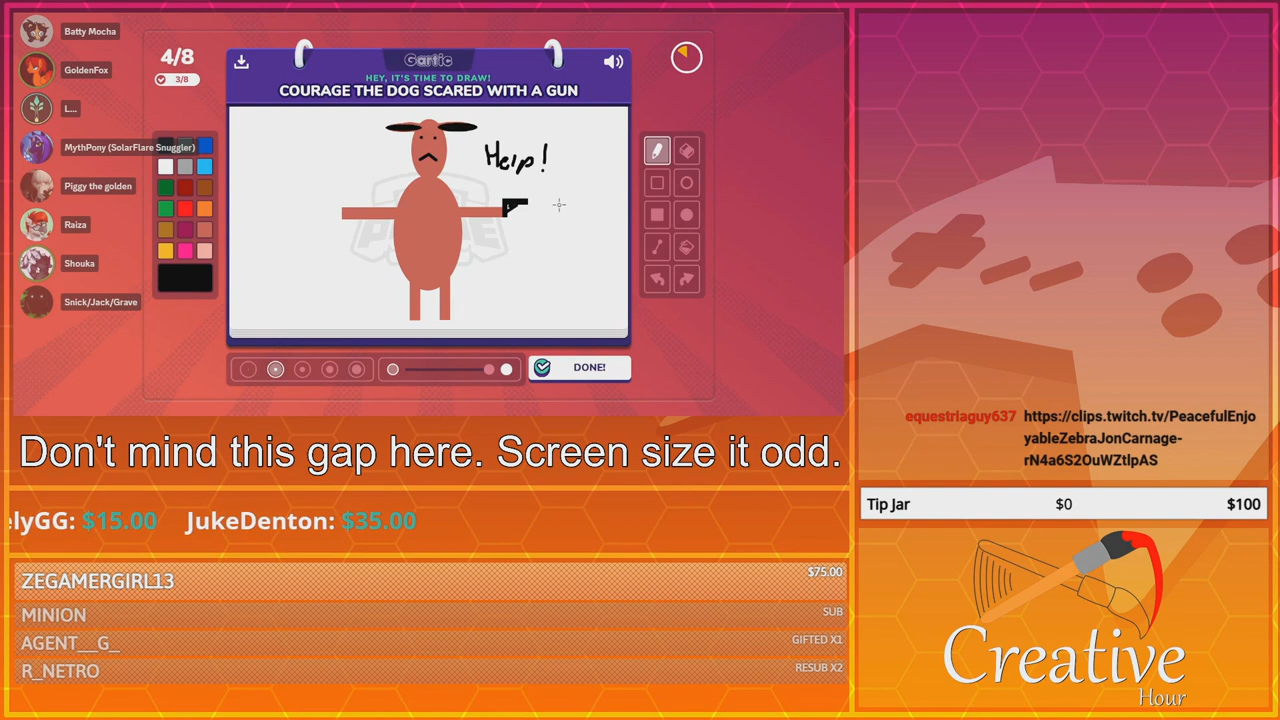 Batty Mocha
GoldenFox
L...
MythPony (SolarFlare Snuggler)
Piggy the golden
Raiza
Shouka
Snick/Jack/Grave
4/8
3/8
Gartic
HEY, IT'S TIME TO DRAW!
COURAGE THE DOG SCARED WITH A GUN
Help!
DONE!
Don't mind this gap here. Screen size it odd.
elyGG: $15.00 JukeDenton: $35.00
ZEGAMERGIRL13 $75.00
MINION SUB
AGENT__G_ GIFTED X1
R_NETRO RESUB X2
equestriaguy637 https://clips.twitch.tv/PeacefulEnjo
yableZebraJonCarnage-
rN4a6S2OuWZtlpAS
Tip Jar $0 $100
Creative
Hour